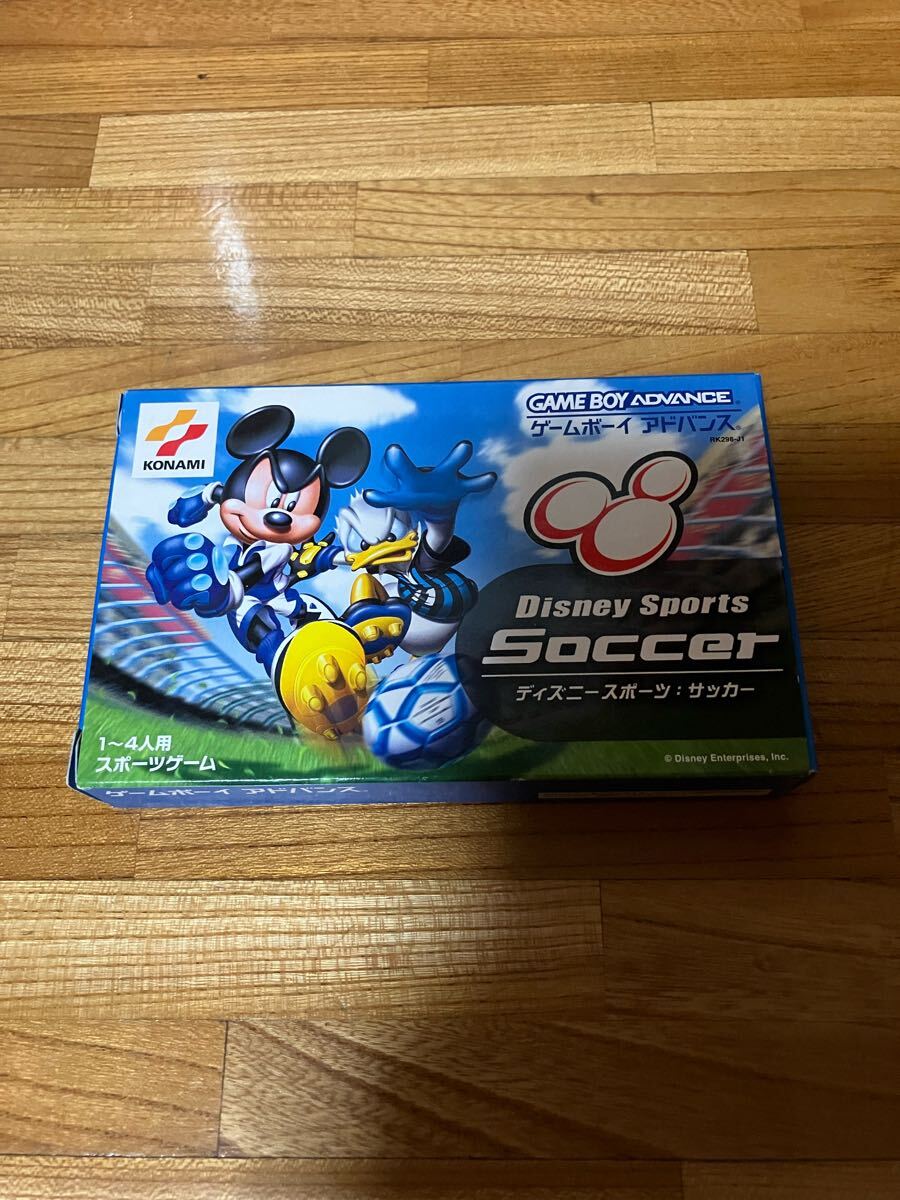 KONAMI
GAME BOY ADVANCE
ゲームボーイ アドバンス
RK298-J1
Disney Sports
Soccer
ディズニースポーツ：サッカー
1〜4人用
スポーツゲーム
© Disney Enterprises, Inc.
ゲームボーイ アドバンス